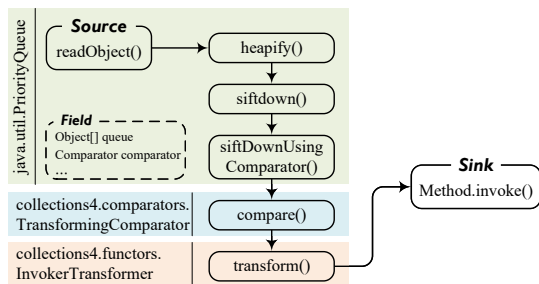 java.util.PriorityQueue
Source
readObject()
heapify()
siftdown()
Field
Object[] queue
Comparator comparator
...
siftDownUsing
Comparator()
collections4.comparators.
TransformingComparator
compare()
collections4.functors.
InvokerTransformer
transform()
Sink
Method.invoke()